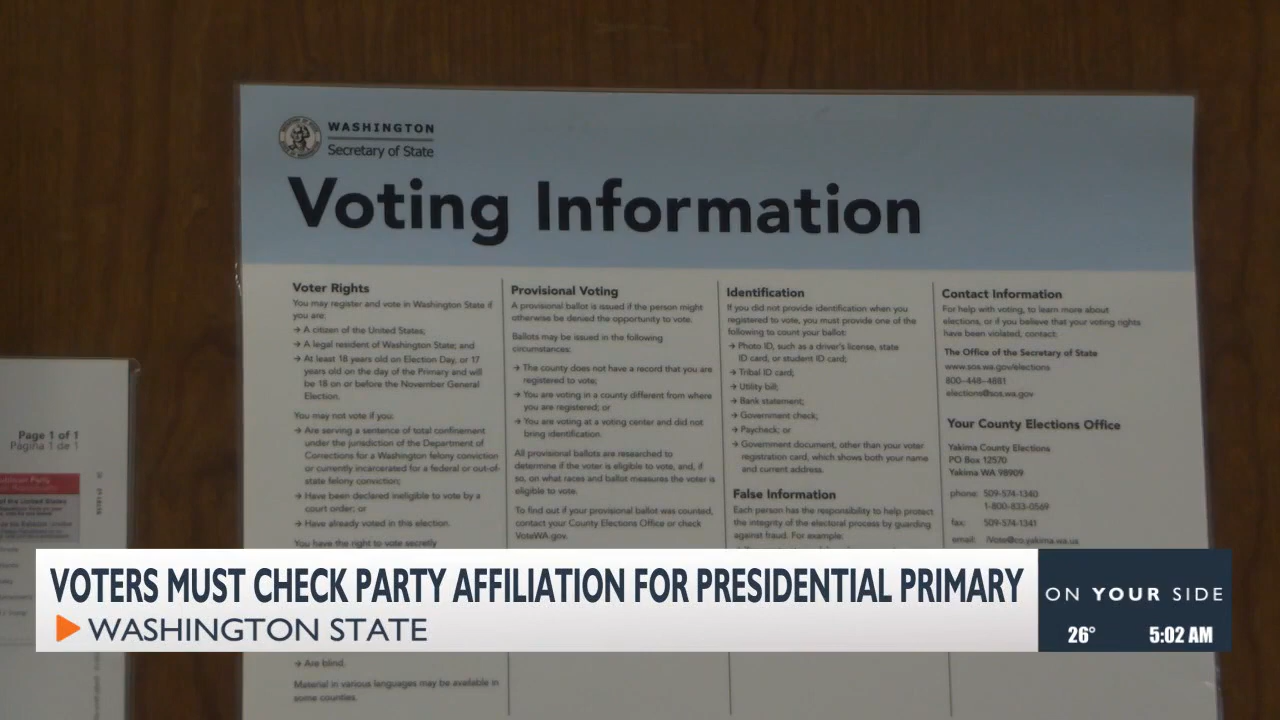 WASHINGTON
Secretary of State
Voting Information
Voter Rights
You may register and vote in Washington State if
you are:
→ A citizen of the United States;
→ A legal resident of Washington State; and
→ At least 18 years old on Election Day, or 17
years old on the day of the Primary and will
be 18 on or before the November General
Election.
You may not vote if you:
→ Are serving a sentence of total confinement
under the jurisdiction of the Department of
Corrections for a Washington felony conviction
or currently incarcerated for a federal or out-of-
state felony conviction;
→ Have been declared ineligible to vote by a
court order; or
→ Have already voted in this election.
You have the right to vote secretly
→ Are blind.
Material in various languages may be available in
some counties.
Provisional Voting
A provisional ballot is issued if the person might
otherwise be denied the opportunity to vote.
Ballots may be issued in the following
circumstances:
→ The county does not have a record that you are
registered to vote;
→ You are voting in a county different from where
you are registered; or
→ You are voting at a voting center and did not
bring identification.
All provisional ballots are researched to
determine if the voter is eligible to vote, and, if
so, on what races and ballot measures the voter is
eligible to vote.
To find out if your provisional ballot was counted,
contact your County Elections Office or check
VoteWA.gov.
Identification
If you did not provide identification when you
registered to vote, you must provide one of the
following to count your ballot:
→ Photo ID, such as a driver's license, state
ID card, or student ID card;
→ Tribal ID card;
→ Utility bill;
→ Bank statement;
→ Government check;
→ Paycheck; or
→ Government document, other than your voter
registration card, which shows both your name
and current address.
False Information
Each person has the responsibility to help protect
the integrity of the electoral process by guarding
against fraud. For example:
Contact Information
For help with voting, to learn more about
elections, or if you believe that your voting rights
have been violated, contact:
The Office of the Secretary of State
www.sos.wa.gov/elections
800-448-4881
elections@sos.wa.gov
Your County Elections Office
Yakima County Elections
PO Box 12570
Yakima WA 98909
phone: 509-574-1340
1-800-833-0569
fax: 509-574-1341
email: iVote@co.yakima.wa.us
Page 1 of 1
Pagina 1 de 1
VOTERS MUST CHECK PARTY AFFILIATION FOR PRESIDENTIAL PRIMARY
WASHINGTON STATE
ON YOUR SIDE
26° 5:02 AM